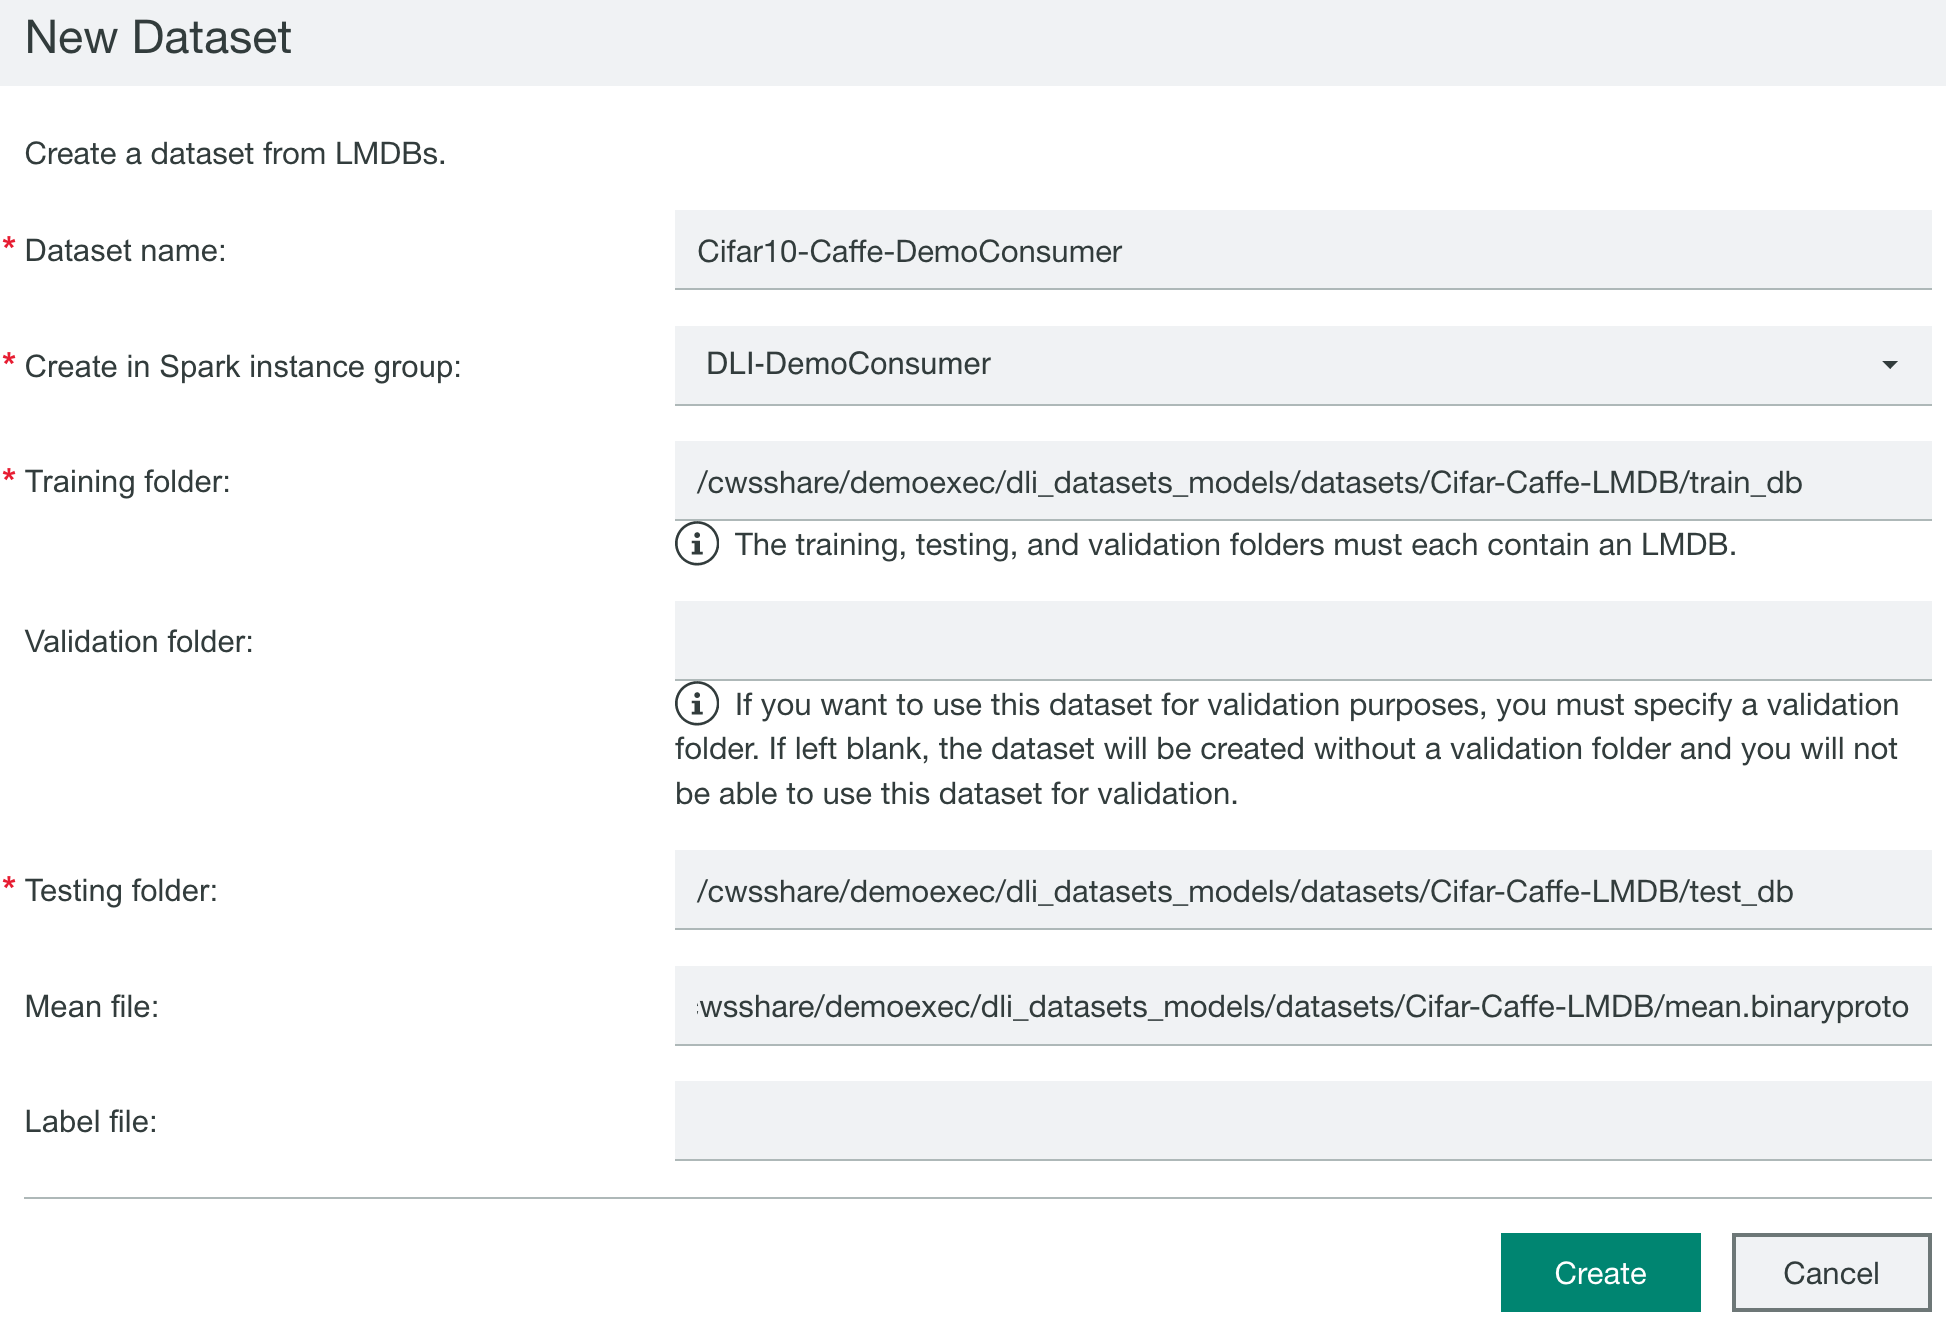 New Dataset
Create a dataset from LMDBs.
* Dataset name:
Cifar10-Caffe-DemoConsumer
* Create in Spark instance group:
DLI-DemoConsumer
* Training folder:
/cwsshare/demoexec/dli_datasets_models/datasets/Cifar-Caffe-LMDB/train_db
The training, testing, and validation folders must each contain an LMDB.
Validation folder:
If you want to use this dataset for validation purposes, you must specify a validation
folder. If left blank, the dataset will be created without a validation folder and you will not
be able to use this dataset for validation.
* Testing folder:
/cwsshare/demoexec/dli_datasets_models/datasets/Cifar-Caffe-LMDB/test_db
Mean file:
wsshare/demoexec/dli_datasets_models/datasets/Cifar-Caffe-LMDB/mean.binaryproto
Label file:
Create
Cancel